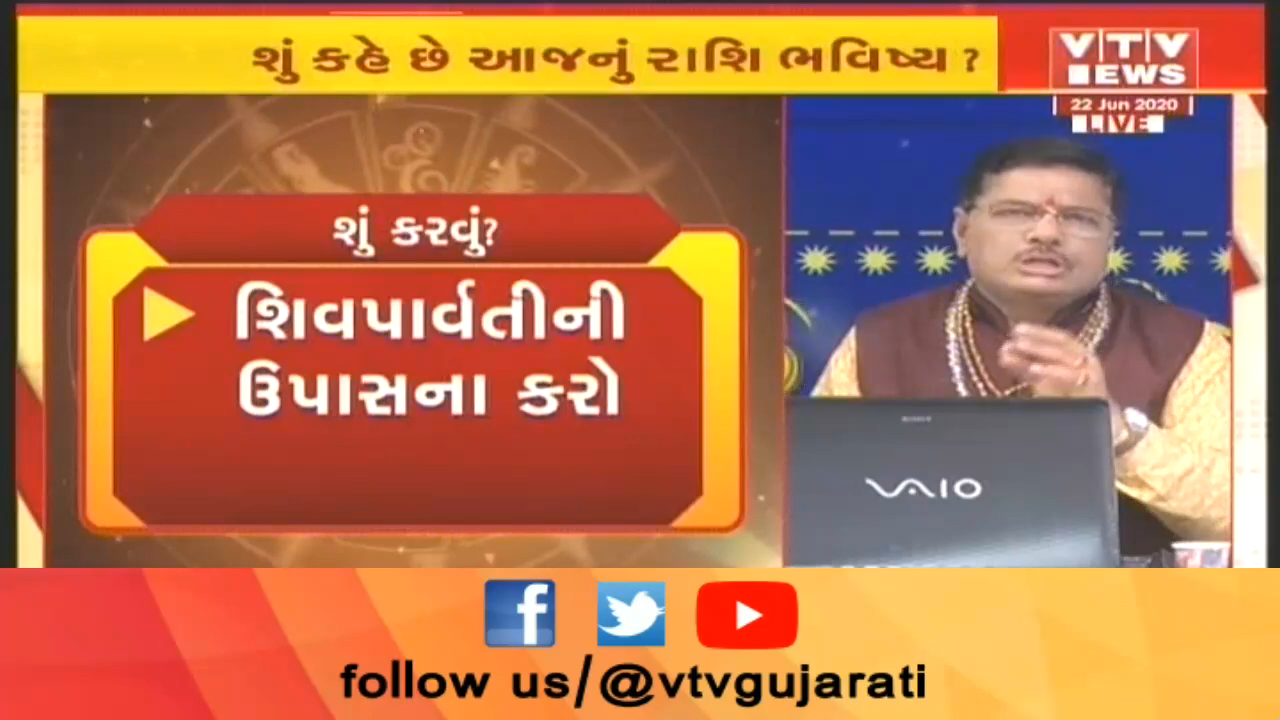 શું કહે છે આજનું રાશિ ભવિષ્ય ?
VTV
NEWS
22 Jun 2020
LIVE
શું કરવું?
શિવપાર્વતીની
ઉપાસના કરો
SONY
VAIO
follow us/@vtvgujarati